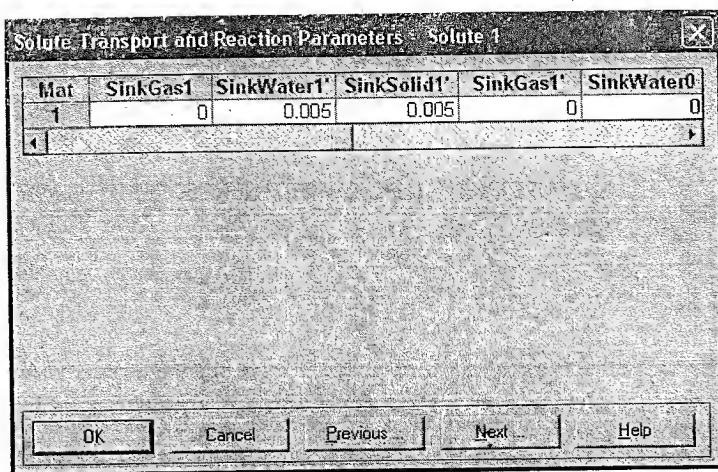 Solute Transport and Reaction Parameters - Solute 1
Mat SinkGas1 SinkWater1' SinkSolid1' SinkGas1' SinkWater0
1 0 0.005 0.005 0 0
OK Cancel Previous ... Next ... Help